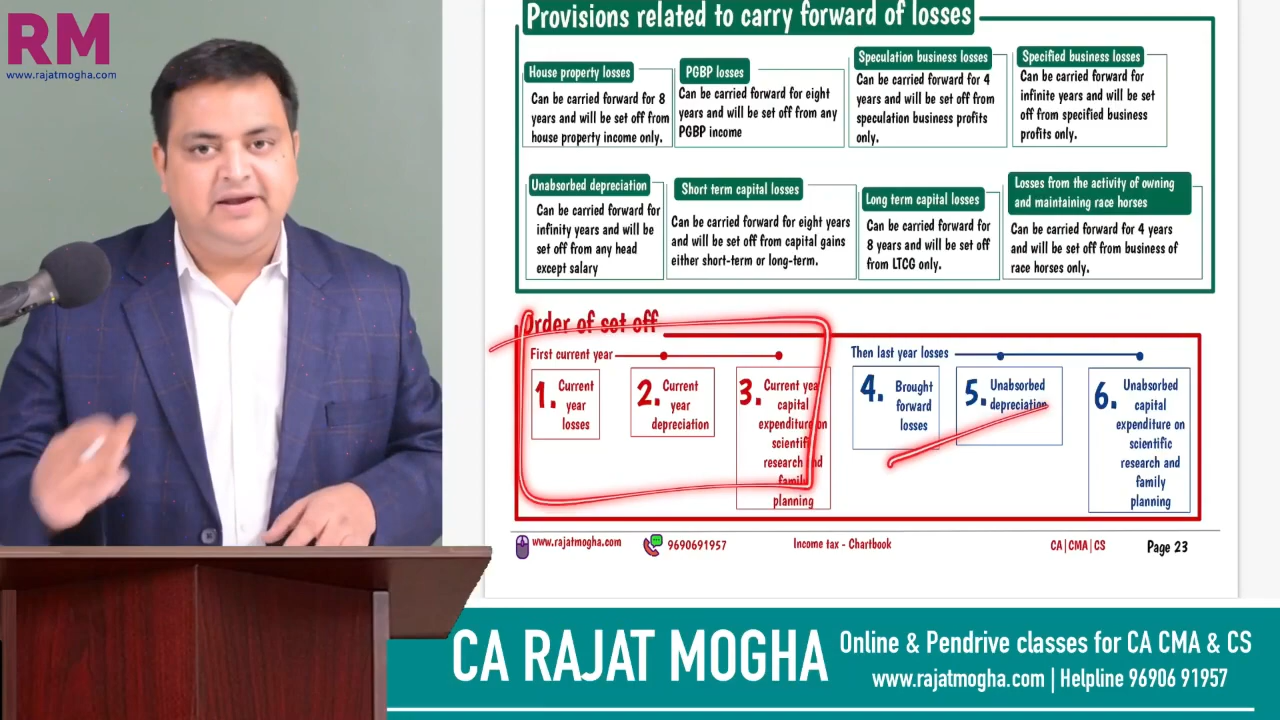 RM
www.rajatmogha.com
Provisions related to carry forward of losses
House property losses
Can be carried forward for 8
years and will be set off from
house property income only.
PGBP losses
Can be carried forward for eight
years and will be set off from any
PGBP income
Speculation business losses
Can be carried forward for 4
years and will be set off from
speculation business profits
only.
Specified business losses
Can be carried forward for
infinite years and will be set
off from specified business
profits only.
Unabsorbed depreciation
Can be carried forward for
infinity years and will be
set off from any head
except salary
Short term capital losses
Can be carried forward for eight years
and will be set off from capital gains
either short-term or long-term.
Long term capital losses
Can be carried forward for
8 years and will be set off
from LTCG only.
Losses from the activity of owning
and maintaining race horses
Can be carried forward for 4 years
and will be set off from business of
race horses only.
Order of set off
First current year
1. Current
year
losses
2. Current
year
depreciation
3. Current year
capital
expenditure on
scientific
research and
family
planning
Then last year losses
4. Brought
forward
losses
5. Unabsorbed
depreciation
6. Unabsorbed
capital
expenditure on
scientific
research and
family
planning
www.rajatmogha.com
9690691957
Income tax - Chartbook
CA|CMA|CS
Page 23
CA RAJAT MOGHA
Online & Pendrive classes for CA CMA & CS
www.rajatmogha.com | Helpline 96906 91957